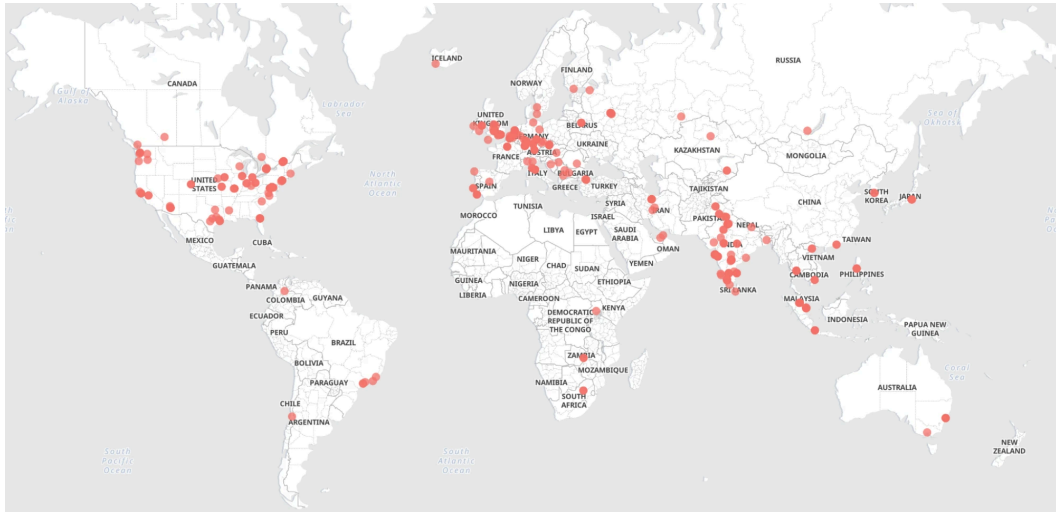 ICELAND
RUSSIA
FINLAND
NORWAY
CANADA
Gulf of
Alaska
Labrador
Sea
Sea of
Okhotsk
UNITED
KINGDOM
BELARUS
GERMANY
UKRAINE
KAZAKHSTAN
MONGOLIA
FRANCE
AUSTRIA
ITALY
BULGARIA
UNITED
STATES
North
Atlantic
Ocean
SPAIN
GREECE
TURKEY
TAJIKISTAN
CHINA
SOUTH
KOREA
JAPAN
TUNISIA
SYRIA
IRAN
MOROCCO
ISRAEL
PAKISTAN
NEPAL
MEXICO
CUBA
LIBYA
EGYPT
SAUDI
ARABIA
OMAN
INDIA
TAIWAN
MAURITANIA
NIGER
CHAD
SUDAN
YEMEN
VIETNAM
GUATEMALA
CAMBODIA
PHILIPPINES
PANAMA
GUINEA
NIGERIA
ETHIOPIA
SRI LANKA
COLOMBIA
GUYANA
LIBERIA
CAMEROON
MALAYSIA
ECUADOR
DEMOCRATIC
REPUBLIC OF
THE CONGO
KENYA
INDONESIA
PERU
BRAZIL
PAPUA NEW
GUINEA
BOLIVIA
ZAMBIA
MOZAMBIQUE
Coral
Sea
PARAGUAY
NAMIBIA
AUSTRALIA
CHILE
SOUTH
AFRICA
ARGENTINA
NEW
ZEALAND
South
Pacific
Ocean
South
Atlantic
Ocean